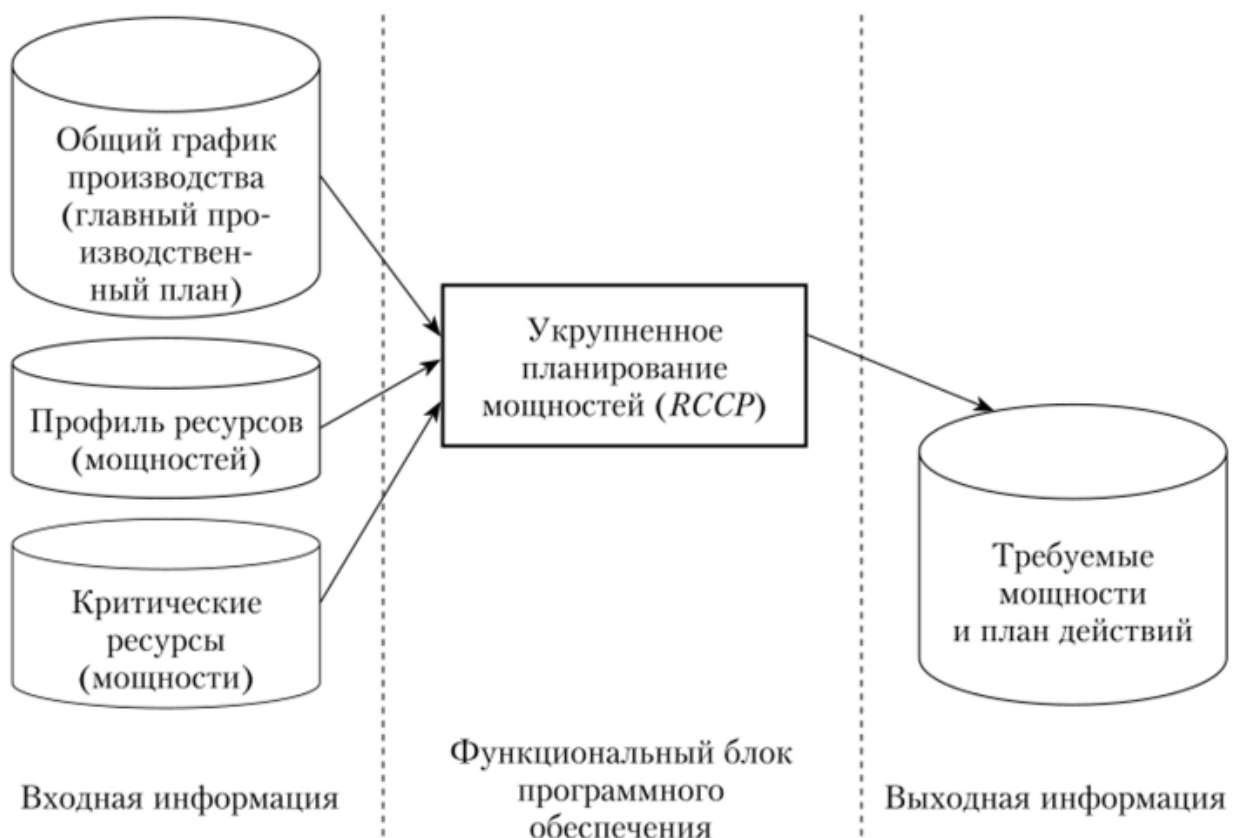 Общий график
производства
(главный про-
изводствен-
ный план)
Профиль ресурсов
(мощностей)
Критические
ресурсы
(мощности)
Входная информация
Укрупненное
планирование
мощностей (RCCP)
Функциональный блок
программного
обеспечения
Требуемые
мощности
и план действий
Выходная информация